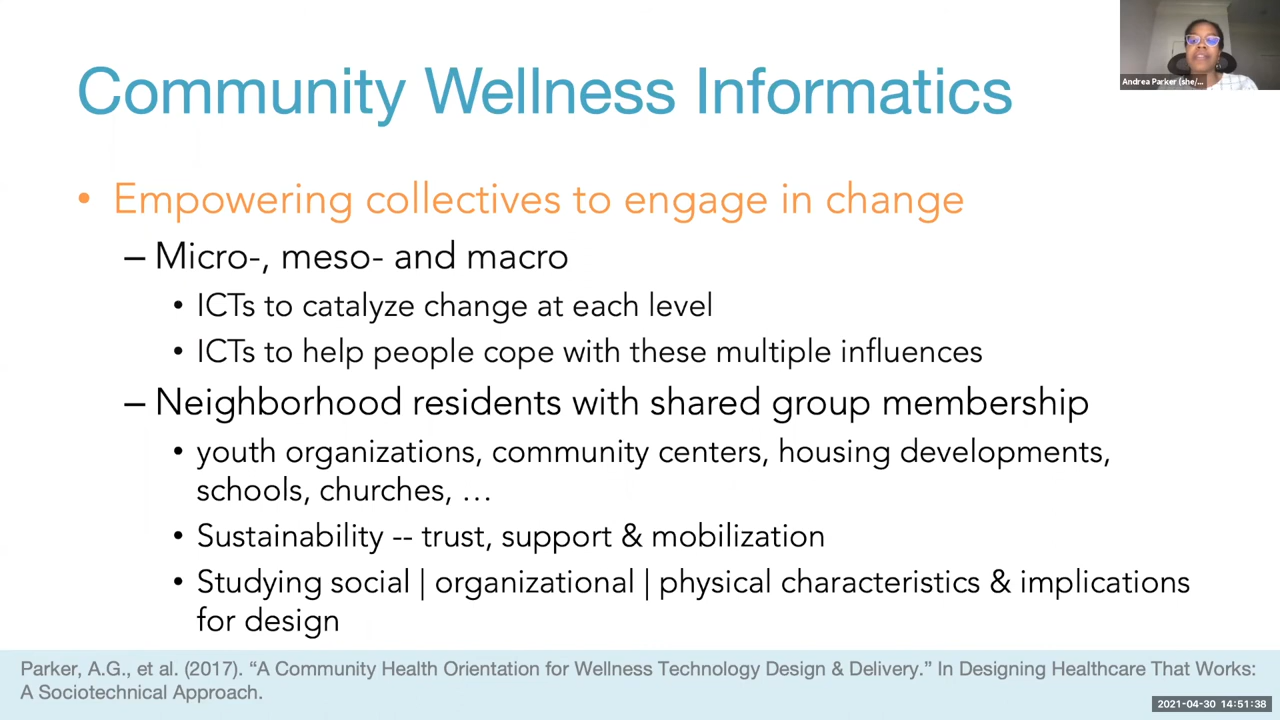 Community Wellness Informatics
Andrea Parker (she/...
• Empowering collectives to engage in change
– Micro-, meso- and macro
• ICTs to catalyze change at each level
• ICTs to help people cope with these multiple influences
– Neighborhood residents with shared group membership
• youth organizations, community centers, housing developments,
schools, churches, …
• Sustainability -- trust, support & mobilization
• Studying social | organizational | physical characteristics & implications
for design
Parker, A.G., et al. (2017). “A Community Health Orientation for Wellness Technology Design & Delivery.” In Designing Healthcare That Works:
A Sociotechnical Approach.
2021-04-30 14:51:38